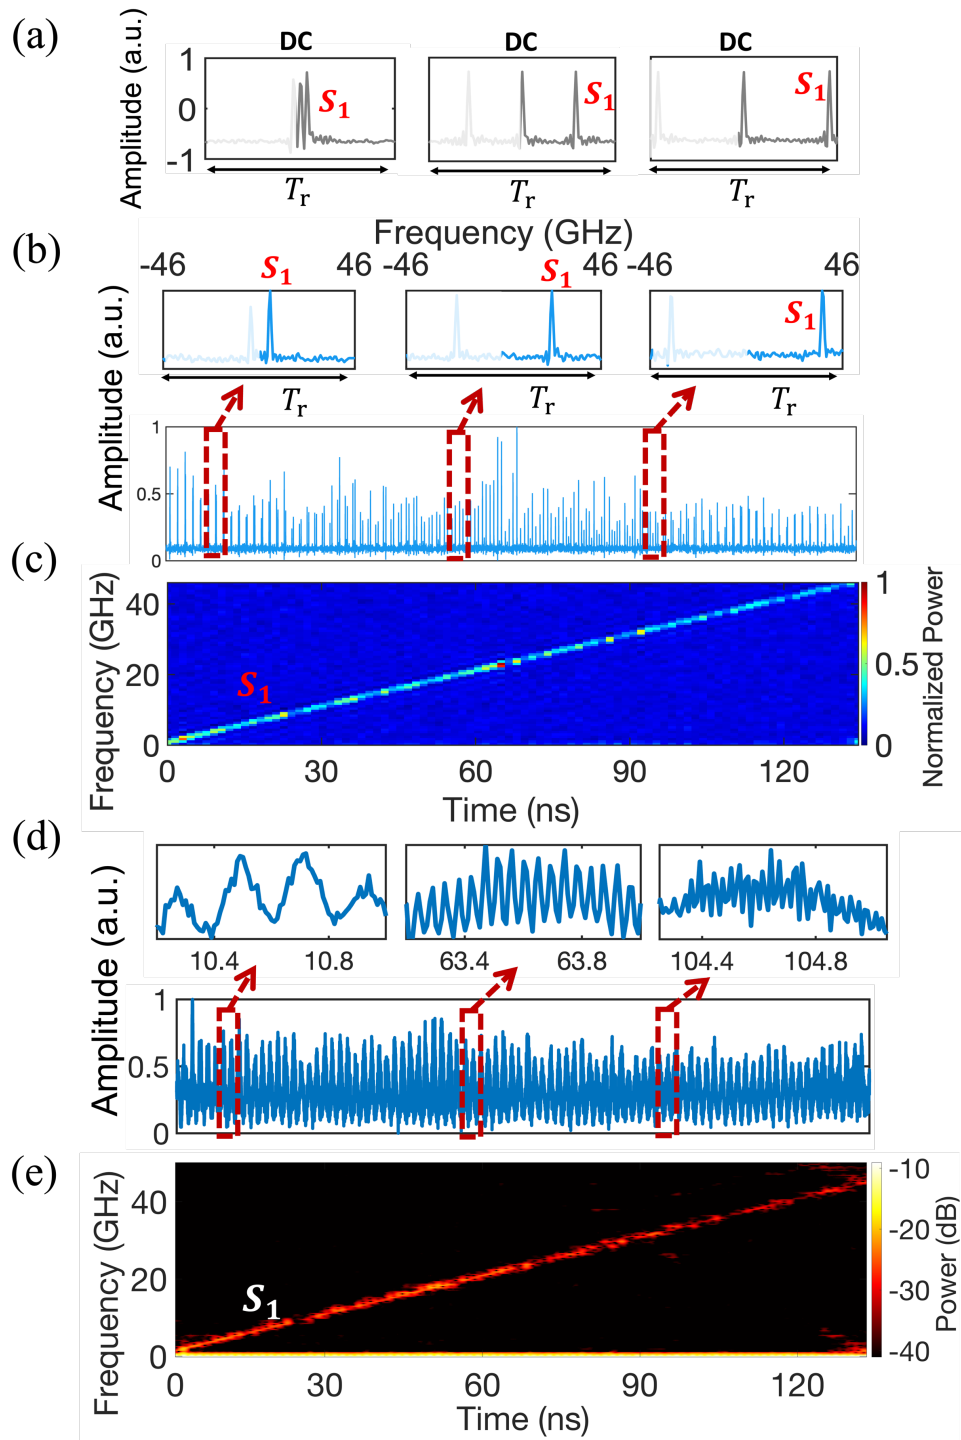 (a)
Amplitude (a.u.)
DC DC DC
1
0
-1
S1 S1 S1
Tr Tr Tr
(b)
Frequency (GHz)
-46 46 -46 46 -46 46
S1 S1 S1
Amplitude (a.u.)
Tr Tr Tr
Amplitude (a.u.)
1
0.5
0
(c)
Frequency (GHz)
40
20
0
S1
1
0.5
0
Normalized Power
0 30 60 90 120
Time (ns)
(d)
Amplitude (a.u.)
10.4 10.8 63.4 63.8 104.4 104.8
1
0.5
0
(e)
Frequency (GHz)
40
20
0
S1
-10
-20
-30
-40
Power (dB)
0 30 60 90 120
Time (ns)